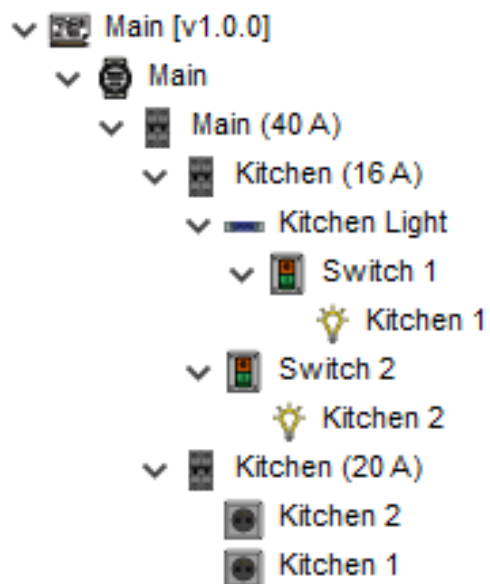 Main [v1.0.0]
Main
Main (40 A)
Kitchen (16 A)
Kitchen Light
Switch 1
Kitchen 1
Switch 2
Kitchen 2
Kitchen (20 A)
Kitchen 2
Kitchen 1